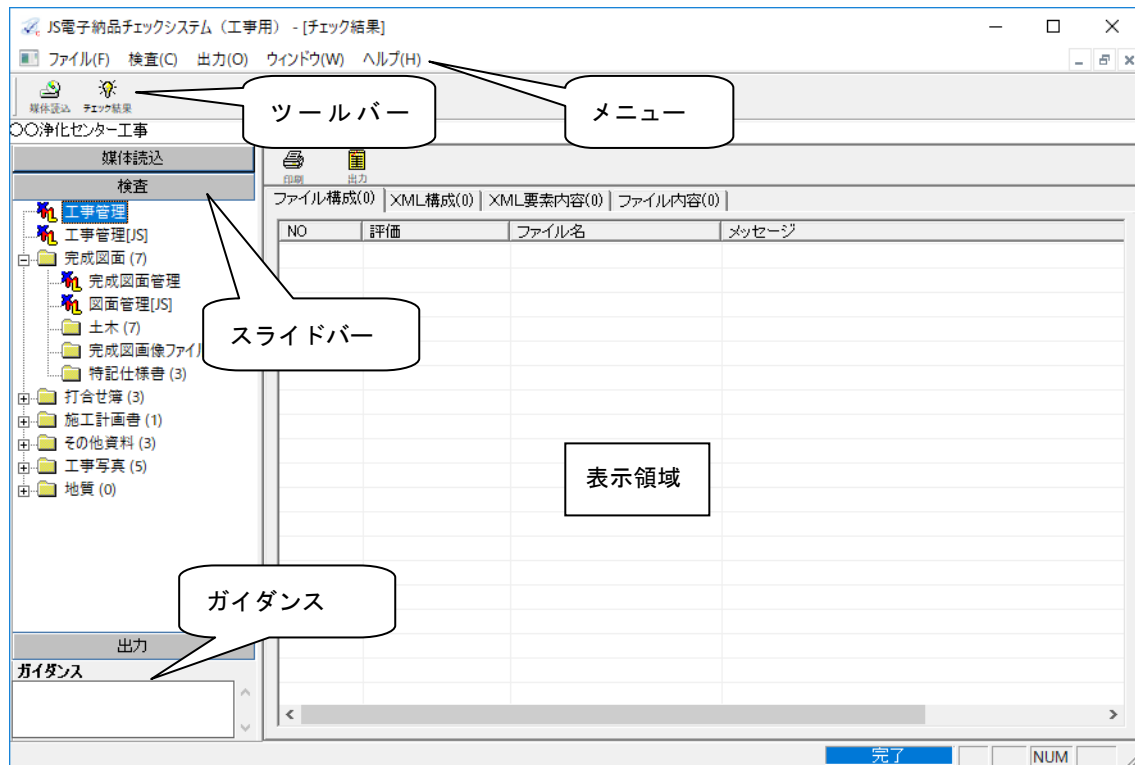 JS電子納品チェックシステム（工事用） - [チェック結果]
ファイル(F) 検査(C) 出力(O) ウィンドウ(W) ヘルプ(H)
媒体読込 チェック結果
ツールバー
メニュー
〇〇浄化センター工事
媒体読込
検査
印刷 出力
ファイル構成(0) XML構成(0) XML要素内容(0) ファイル内容(0)
NO 評価 ファイル名 メッセージ
工事管理
工事管理[JS]
完成図面 (7)
完成図面管理
図面管理[JS]
土木 (7)
完成図画像ファイル
特記仕様書 (3)
打合せ簿 (3)
施工計画書 (1)
その他資料 (3)
工事写真 (5)
地質 (0)
スライドバー
表示領域
ガイダンス
出力
ガイダンス
完了 NUM